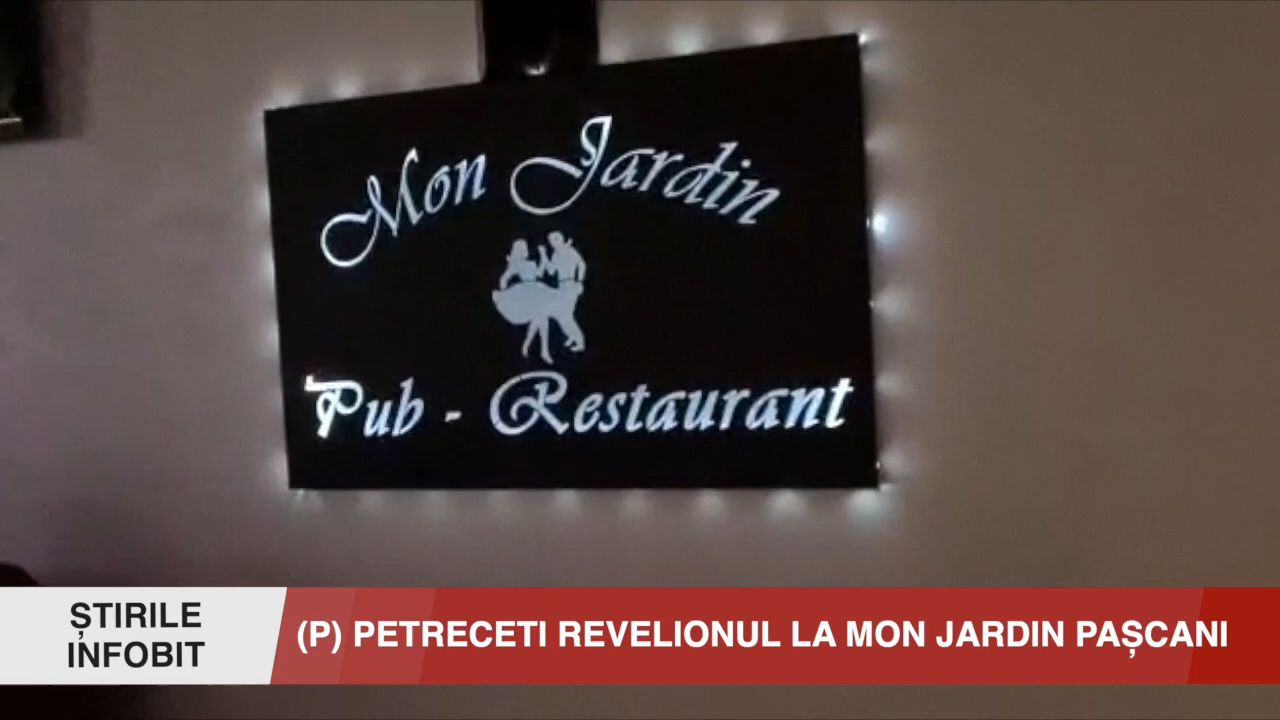 Mon Jardin
Pub - Restaurant
ȘTIRILE
INFOBIT
(P) PETRECETI REVELIONUL LA MON JARDIN PAȘCANI